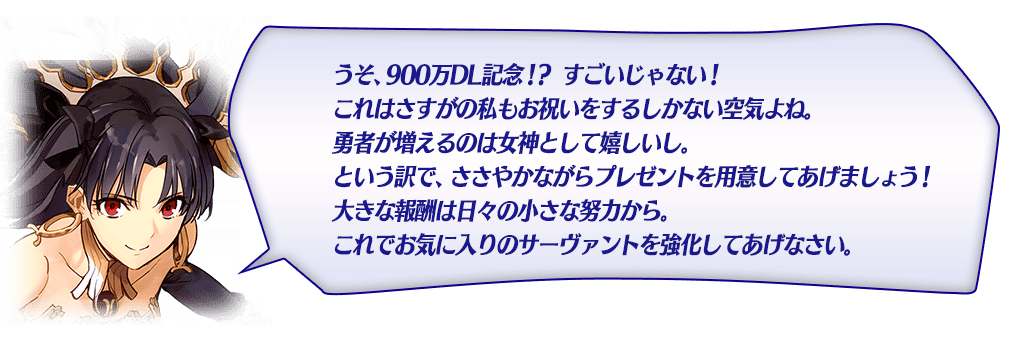 うそ、900万DL記念！？ すごいじゃない！
これはさすがの私もお祝いをするしかない空気よね。
勇者が増えるのは女神として嬉しいし。
という訳で、ささやかながらプレゼントを用意してあげましょう！
大きな報酬は日々の小さな努力から。
これでお気に入りのサーヴァントを強化してあげなさい。